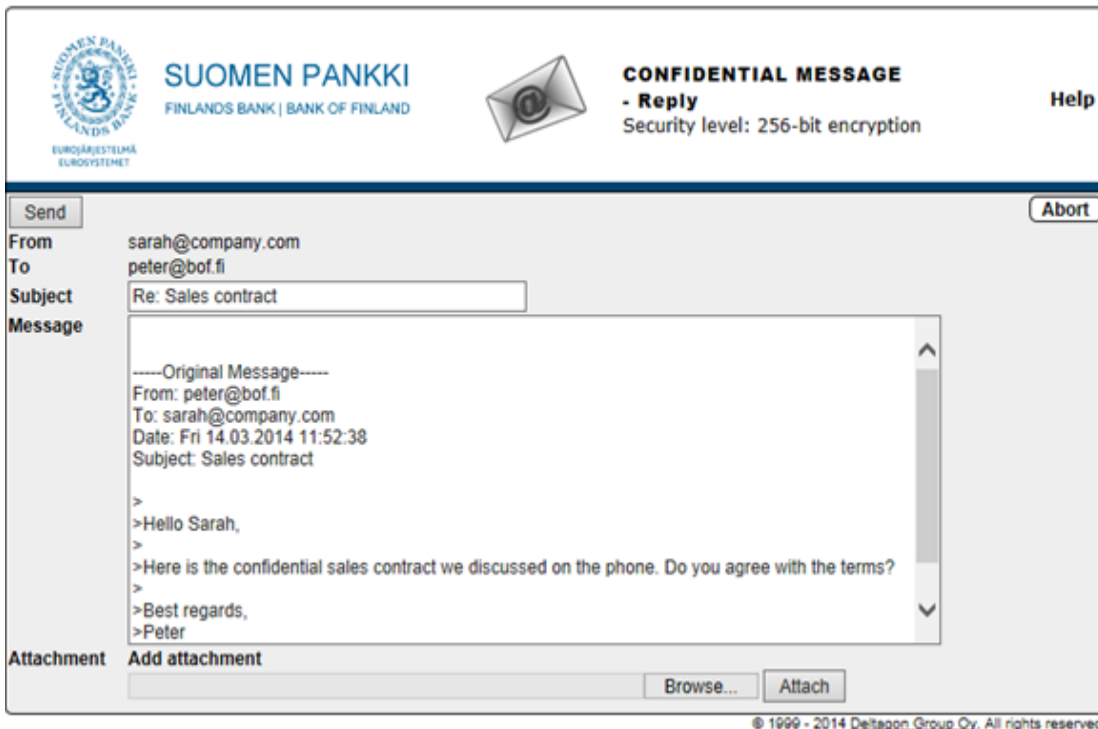 SUOMEN PANKKI
FINLANDS BANK | BANK OF FINLAND
SUOMEN PANKKI
FINLANDS BANK
EUROJÄRJESTELMÄ
EUROSYSTEMET
@
CONFIDENTIAL MESSAGE
- Reply
Security level: 256-bit encryption
Help
Send
Abort
From sarah@company.com
To peter@bof.fi
Subject Re: Sales contract
Message
-----Original Message-----
From: peter@bof.fi
To: sarah@company.com
Date: Fri 14.03.2014 11:52:38
Subject: Sales contract
>
>Hello Sarah,
>
>Here is the confidential sales contract we discussed on the phone. Do you agree with the terms?
>
>Best regards,
>Peter
Attachment Add attachment
Browse... Attach
© 1999 - 2014 Deltagon Group Oy. All rights reserved